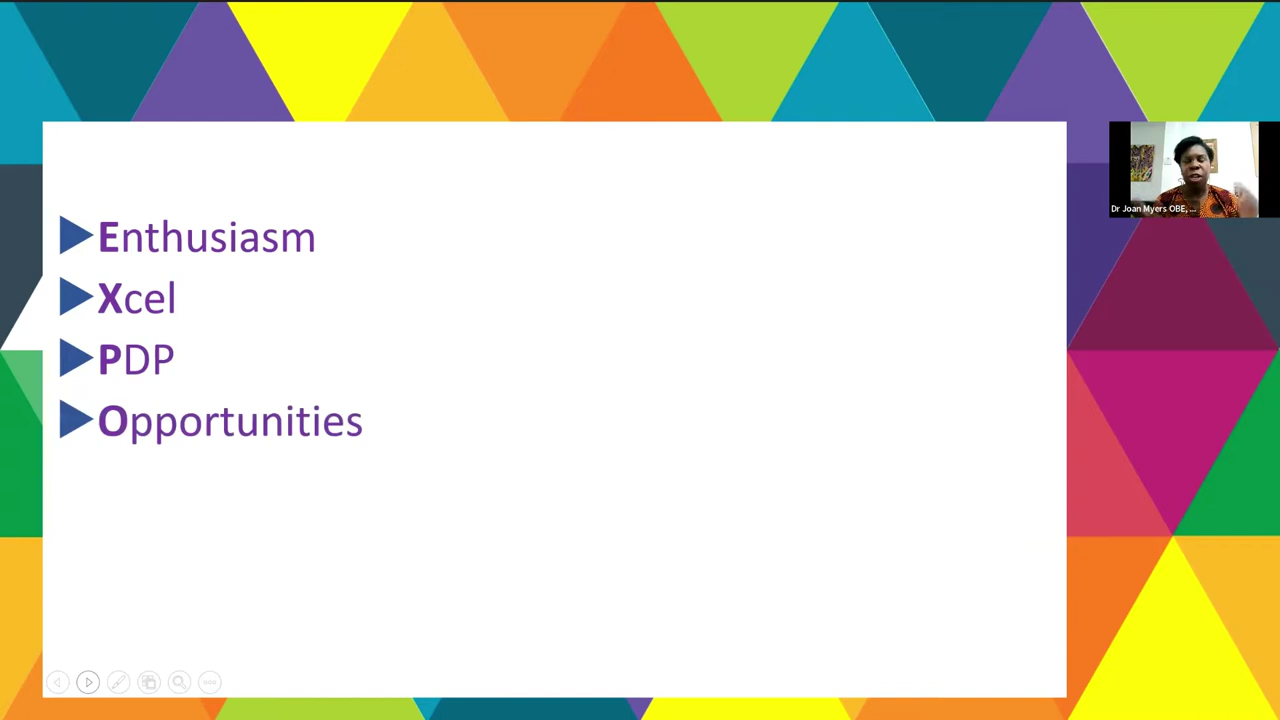 Enthusiasm
Xcel
PDP
Opportunities
Dr Joan Myers OBE, ...